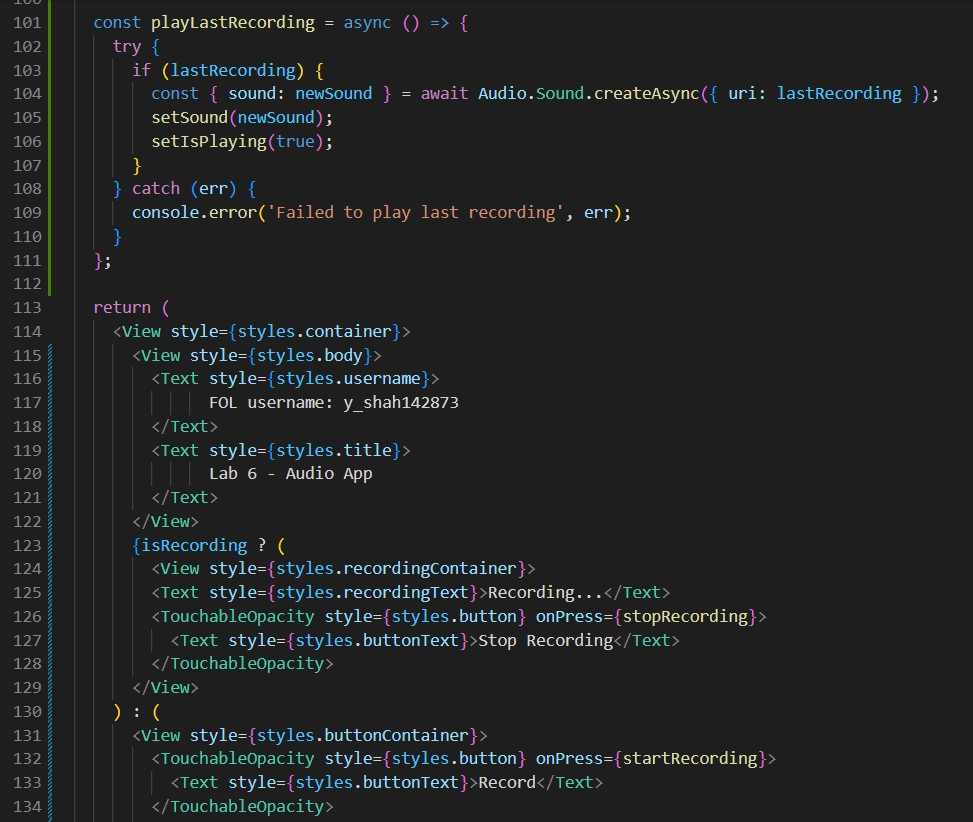 101 const playLastRecording = async () => {
102 try {
103 if (lastRecording) {
104 const { sound: newSound } = await Audio.Sound.createAsync({ uri: lastRecording });
105 setSound(newSound);
106 setIsPlaying(true);
107 }
108 } catch (err) {
109 console.error('Failed to play last recording', err);
110 }
111 };
112
113 return (
114 <View style={styles.container}>
115 <View style={styles.body}>
116 <Text style={styles.username}>
117 FOL username: y_shah142873
118 </Text>
119 <Text style={styles.title}>
120 Lab 6 - Audio App
121 </Text>
122 </View>
123 {isRecording ? (
124 <View style={styles.recordingContainer}>
125 <Text style={styles.recordingText}>Recording...</Text>
126 <TouchableOpacity style={styles.button} onPress={stopRecording}>
127 <Text style={styles.buttonText}>Stop Recording</Text>
128 </TouchableOpacity>
129 </View>
130 ) : (
131 <View style={styles.buttonContainer}>
132 <TouchableOpacity style={styles.button} onPress={startRecording}>
133 <Text style={styles.buttonText}>Record</Text>
134 </TouchableOpacity>